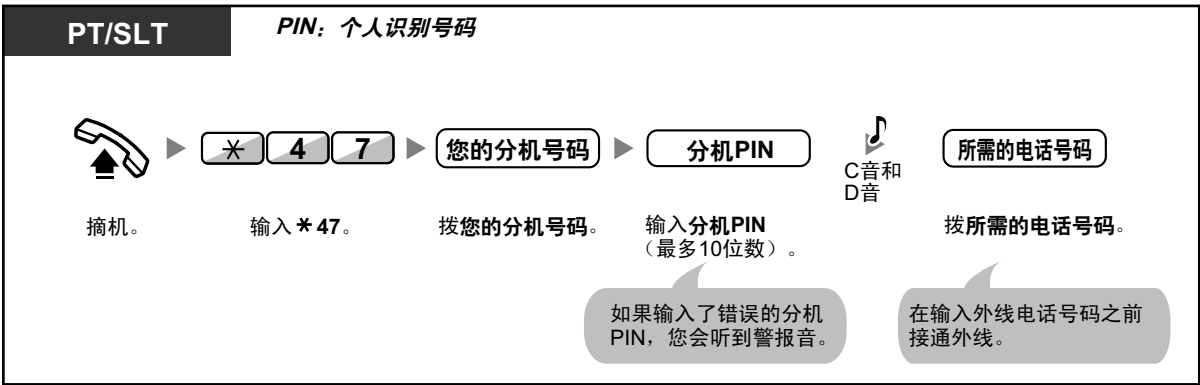 PT/SLT
PIN：个人识别号码
✳ 4 7
您的分机号码
分机PIN
C音和
D音
所需的电话号码
摘机。
输入✳47。
拨您的分机号码。
输入分机PIN
（最多10位数）。
拨所需的电话号码。
如果输入了错误的分机
PIN，您会听到警报音。
在输入外线电话号码之前
接通外线。